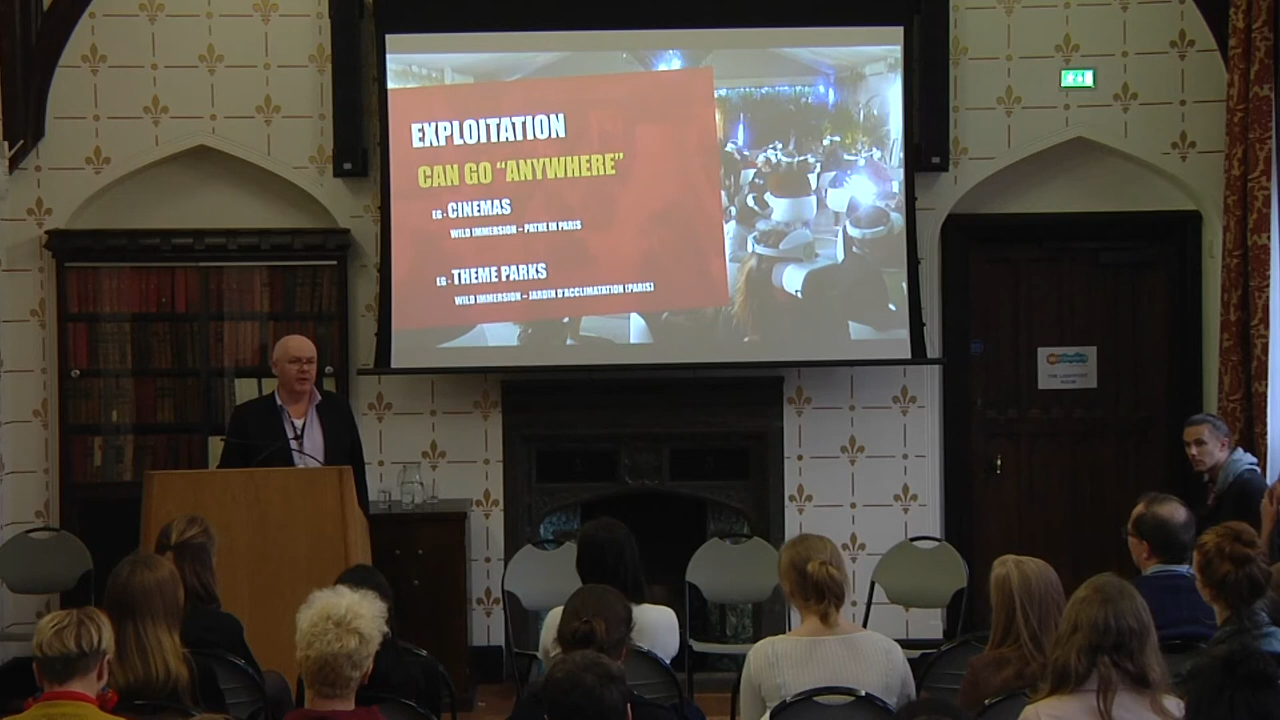 EXPLOITATION
CAN GO “ANYWHERE”
EG - CINEMAS
WILD IMMERSION – PATHE IN PARIS
EG - THEME PARKS
WILD IMMERSION – JARDIN D'ACCLIMATATION (PARIS)
ROOM